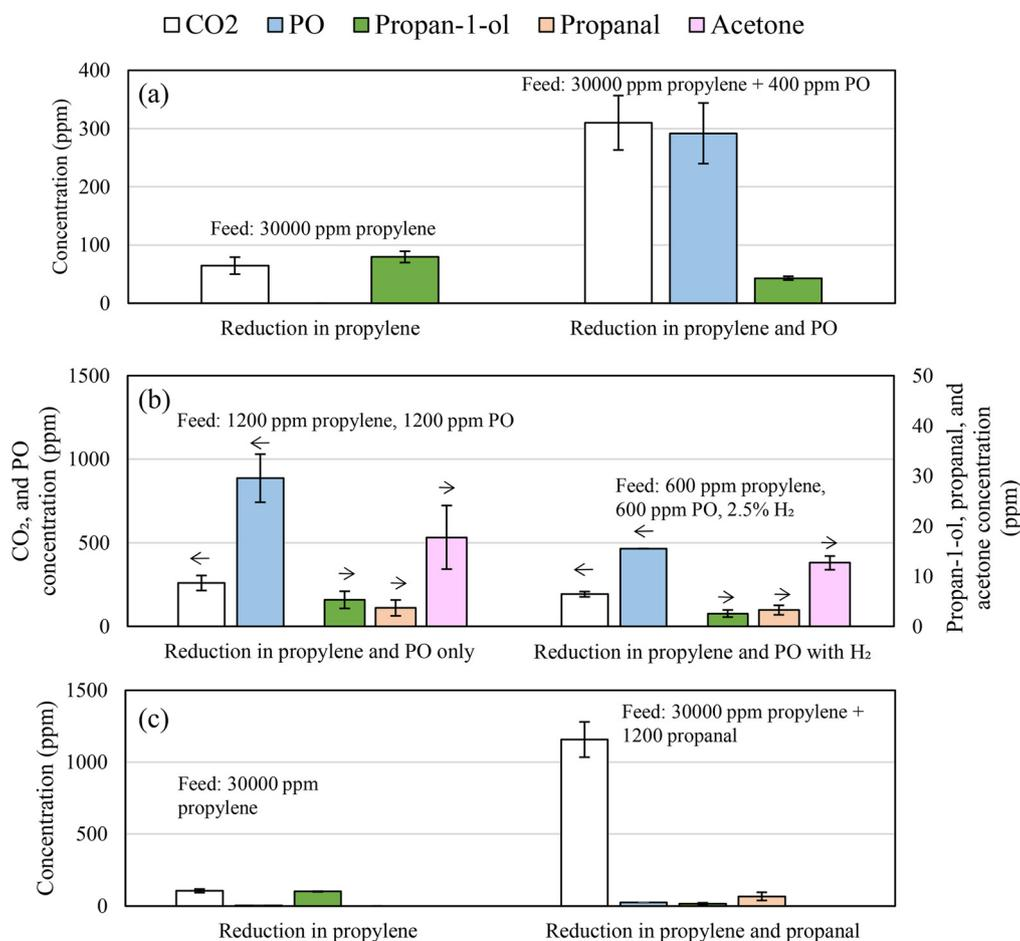 CO2 PO Propan-1-ol Propanal Acetone
(a)
Feed: 30000 ppm propylene + 400 ppm PO
Feed: 30000 ppm propylene
Concentration (ppm)
400
300
200
100
0
Reduction in propylene
Reduction in propylene and PO
(b)
Feed: 1200 ppm propylene, 1200 ppm PO
Feed: 600 ppm propylene,
600 ppm PO, 2.5% H₂
CO₂, and PO
concentration (ppm)
1500
1000
500
0
50
40
30
20
10
0
Propan-1-ol, propanal, and
acetone concentration
(ppm)
Reduction in propylene and PO only
Reduction in propylene and PO with H₂
(c)
Feed: 30000 ppm propylene +
1200 propanal
Feed: 30000 ppm
propylene
Concentration (ppm)
1500
1000
500
0
Reduction in propylene
Reduction in propylene and propanal